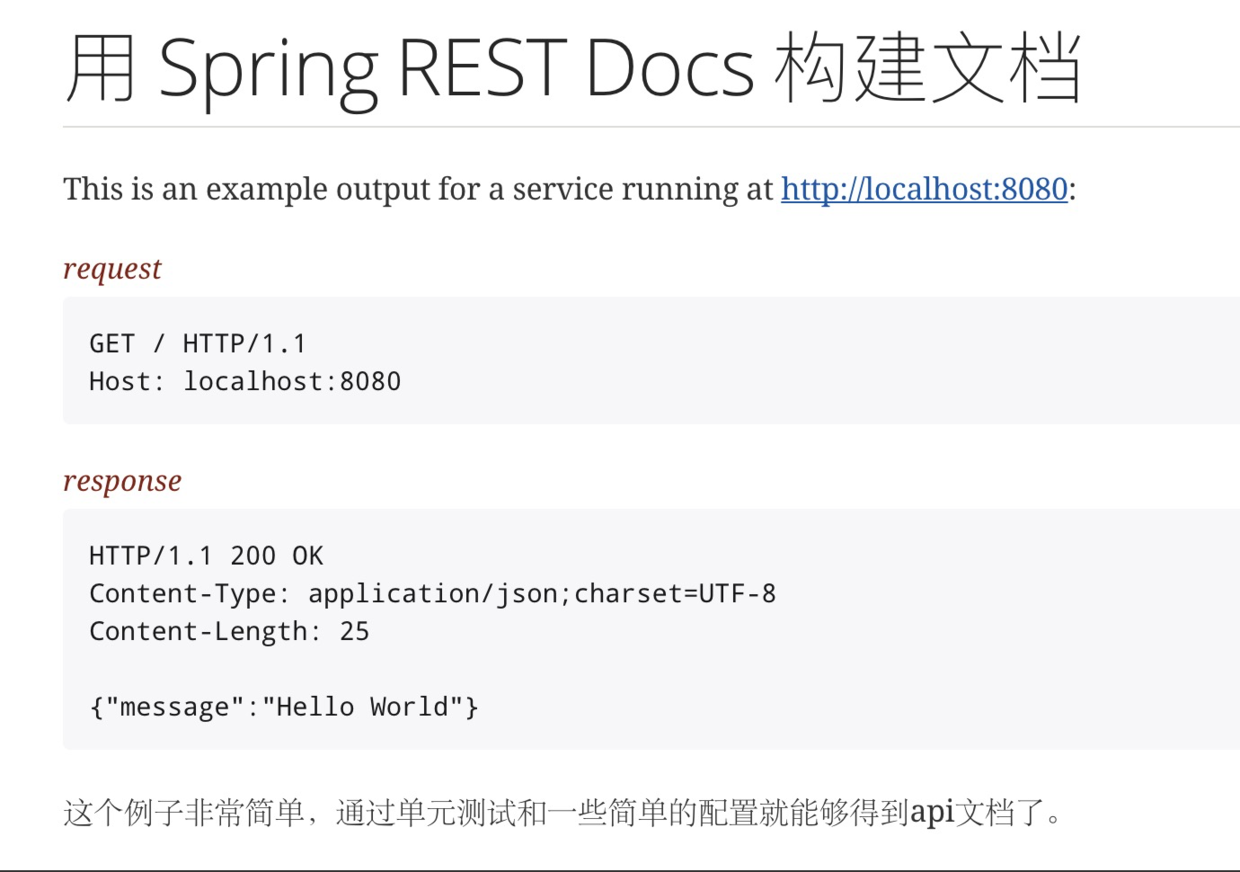 用 Spring REST Docs 构建文档
This is an example output for a service running at http://localhost:8080:
request
GET / HTTP/1.1
Host: localhost:8080
response
HTTP/1.1 200 OK
Content-Type: application/json;charset=UTF-8
Content-Length: 25
{"message":"Hello World"}
这个例子非常简单，通过单元测试和一些简单的配置就能够得到api文档了。